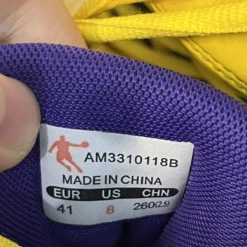 AM3310118B
MADE IN CHINA
EUR US CHN
41 8 260(2.5)